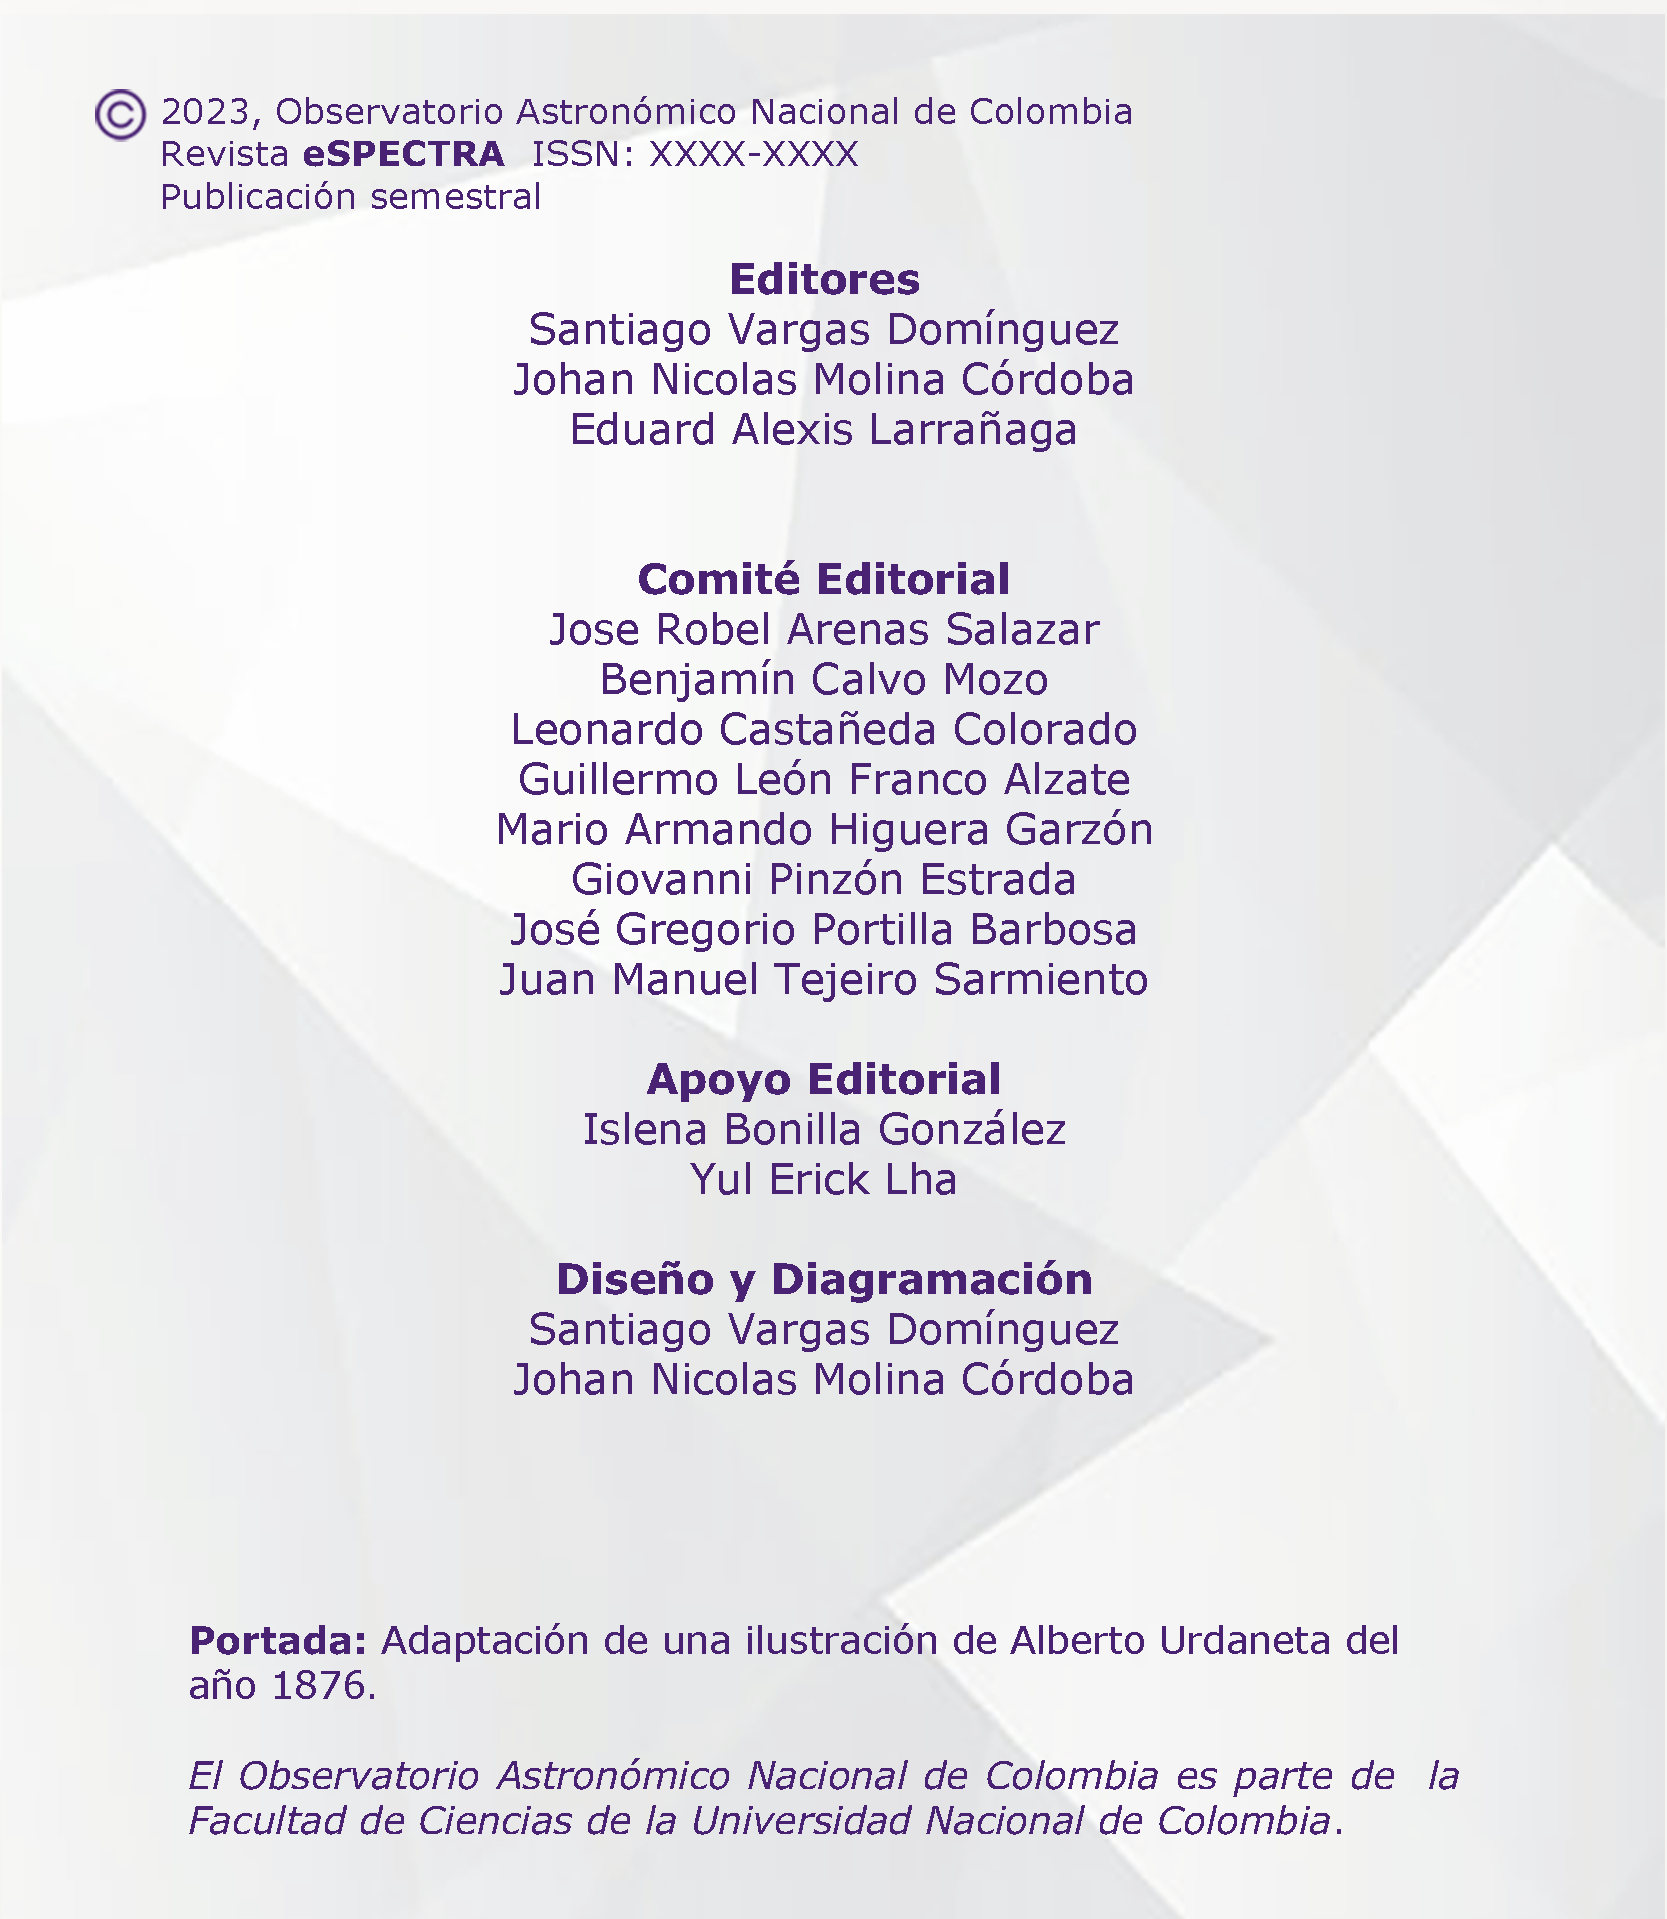 © 2023, Observatorio Astronómico Nacional de Colombia
Revista eSPECTRA ISSN: XXXX-XXXX
Publicación semestral
Editores
Santiago Vargas Domínguez
Johan Nicolas Molina Córdoba
Eduard Alexis Larrañaga
Comité Editorial
Jose Robel Arenas Salazar
Benjamín Calvo Mozo
Leonardo Castañeda Colorado
Guillermo León Franco Alzate
Mario Armando Higuera Garzón
Giovanni Pinzón Estrada
José Gregorio Portilla Barbosa
Juan Manuel Tejeiro Sarmiento
Apoyo Editorial
Islena Bonilla González
Yul Erick Lha
Diseño y Diagramación
Santiago Vargas Domínguez
Johan Nicolas Molina Córdoba
Portada: Adaptación de una ilustración de Alberto Urdaneta del
año 1876.
El Observatorio Astronómico Nacional de Colombia es parte de la
Facultad de Ciencias de la Universidad Nacional de Colombia.